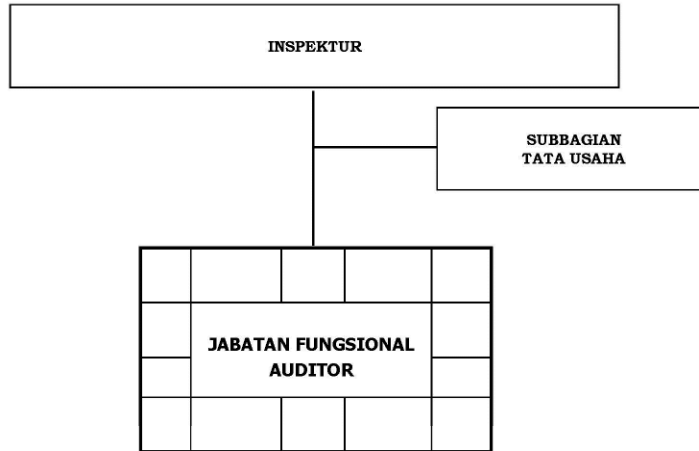 INSPEKTUR
SUBBAGIAN
TATA USAHA
JABATAN FUNGSIONAL
AUDITOR